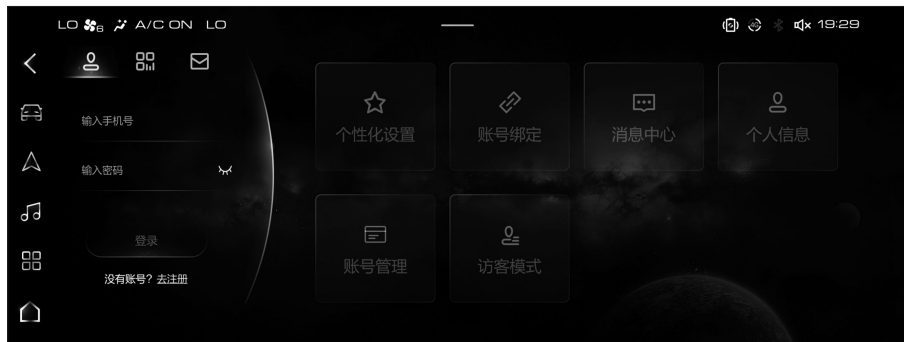 LO 6 A/C ON LO
19:29
输入手机号
输入密码
登录
没有账号？去注册
个性化设置
账号绑定
消息中心
个人信息
账号管理
访客模式